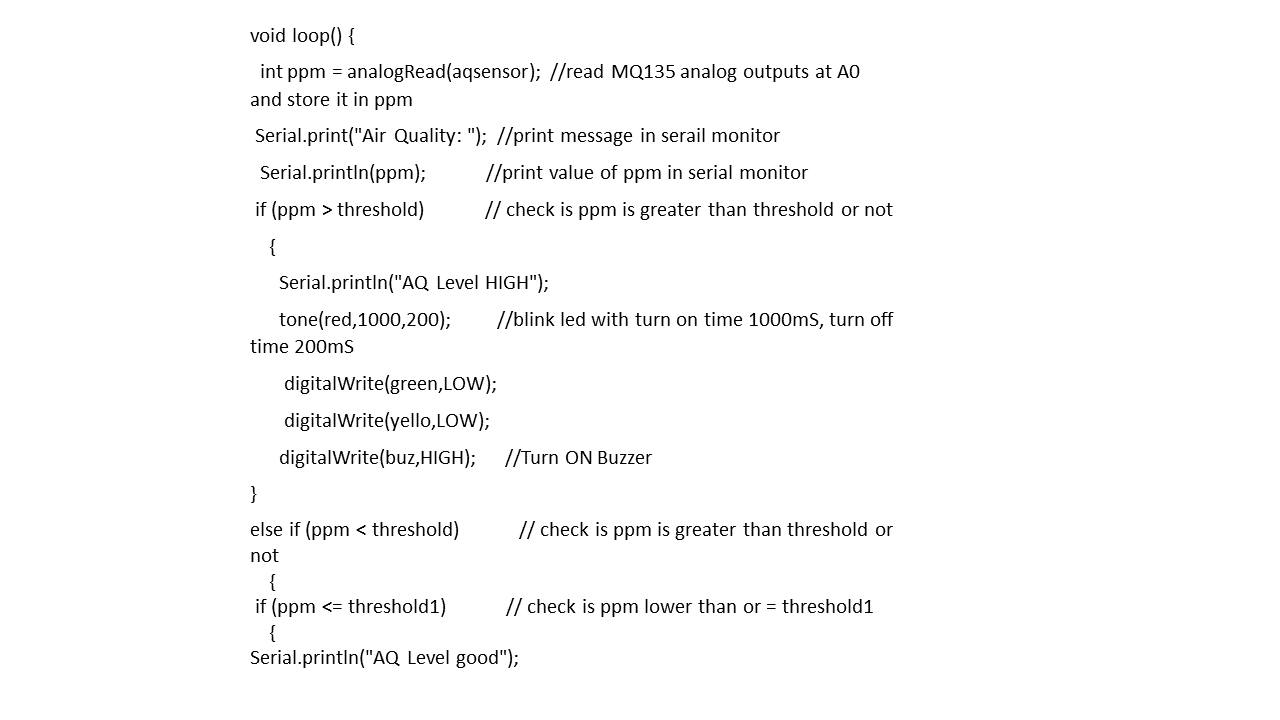 void loop() {
int ppm = analogRead(aqsensor); //read MQ135 analog outputs at A0
and store it in ppm
Serial.print("Air Quality: "); //print message in serail monitor
Serial.println(ppm); //print value of ppm in serial monitor
if (ppm > threshold) // check is ppm is greater than threshold or not
{
Serial.println("AQ Level HIGH");
tone(red,1000,200); //blink led with turn on time 1000mS, turn off
time 200mS
digitalWrite(green,LOW);
digitalWrite(yello,LOW);
digitalWrite(buz,HIGH); //Turn ON Buzzer
}
else if (ppm < threshold) // check is ppm is greater than threshold or
not
{
if (ppm <= threshold1) // check is ppm lower than or = threshold1
{
Serial.println("AQ Level good");